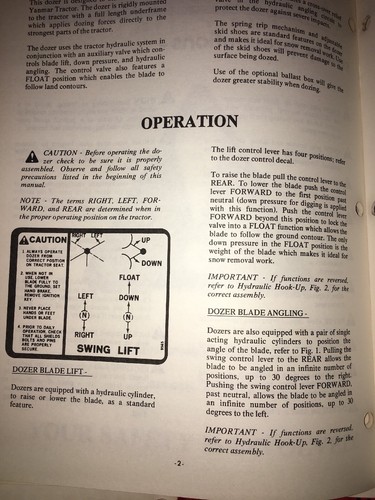 This dozer is designed
Yanmar Tractor. The dozer is rigidly mounted
to the tractor with a full length underframe
which applies dozing forces directly to the
strongest parts of the tractor.
The dozer uses the tractor hydraulic system in
conjunction with an auxiliary valve which con-
trols blade lift, down pressure, and hydraulic
angling. The control valve also features a
FLOAT position which enables the blade to
follow land contours.
in the hydraulic
protect the dozer against severe
The spring trip mechanism and adjustable
skid shoes are standard features on the
and makes it ideal for snow removal work. Use
of the skid shoes will prevent damage to the
surface being dozed.
Use of the optional ballast box will give the
dozer greater stability when dozing.
OPERATION
CAUTION - Before operating the do-
zer check to be sure it is properly
assembled. Observe and follow all safety
precautions listed in the beginning of this
manual.
NOTE - The terms RIGHT, LEFT, FOR-
WARD, and REAR are determined when in
the proper operating position on the tractor.
CAUTION
1. ALWAYS OPERATE
DOZER FROM
CORRECT POSITION
ON TRACTOR SEAT.
2. WHEN NOT IN
USE, LOWER
BLADE FULLY TO
THE GROUND, SET
HAND BRAKE,
REMOVE IGNITION
KEY.
3. NEVER PLACE
HANDS OR FEET
UNDER BLADE.
4. PRIOR TO DAILY
OPERATION, CHECK
THAT ALL SHIELDS
BOLTS AND PINS
ARE PROPERLY
SECURE.
RIGHT LEFT
UP
DOWN
FLOAT
LEFT DOWN
(N) (N)
RIGHT UP
SWING LIFT
DOZER BLADE LIFT -
Dozers are equipped with a hydraulic cylinder,
to raise or lower the blade, as a standard
feature.
The lift control lever has four positions; refer
to the dozer control decal.
To raise the blade pull the control lever to the
REAR. To lower the blade push the control
lever FORWARD to the first position past
neutral (down pressure for digging is applied
with this function). Push the control lever
FORWARD beyond this position to lock the
valve into a FLOAT function which allows the
blade to follow the ground contour. The only
down pressure in the FLOAT position is the
weight of the blade which makes it ideal for
snow removal work.
IMPORTANT - If functions are reversed,
refer to Hydraulic Hook-Up, Fig. 2, for the
correct assembly.
DOZER BLADE ANGLING -
Dozers are also equipped with a pair of single
acting hydraulic cylinders to position the
angle of the blade, refer to Fig. 1. Pulling the
swing control lever to the REAR allows the
blade to be angled in an infinite number of
positions, up to 30 degrees to the right.
Pushing the swing control lever FORWARD,
past neutral, allows the blade to be angled in
an infinite number of positions, up to 30
degrees to the left.
IMPORTANT - If functions are reversed,
refer to Hydraulic Hook-Up, Fig. 2, for the
correct assembly.
-2-